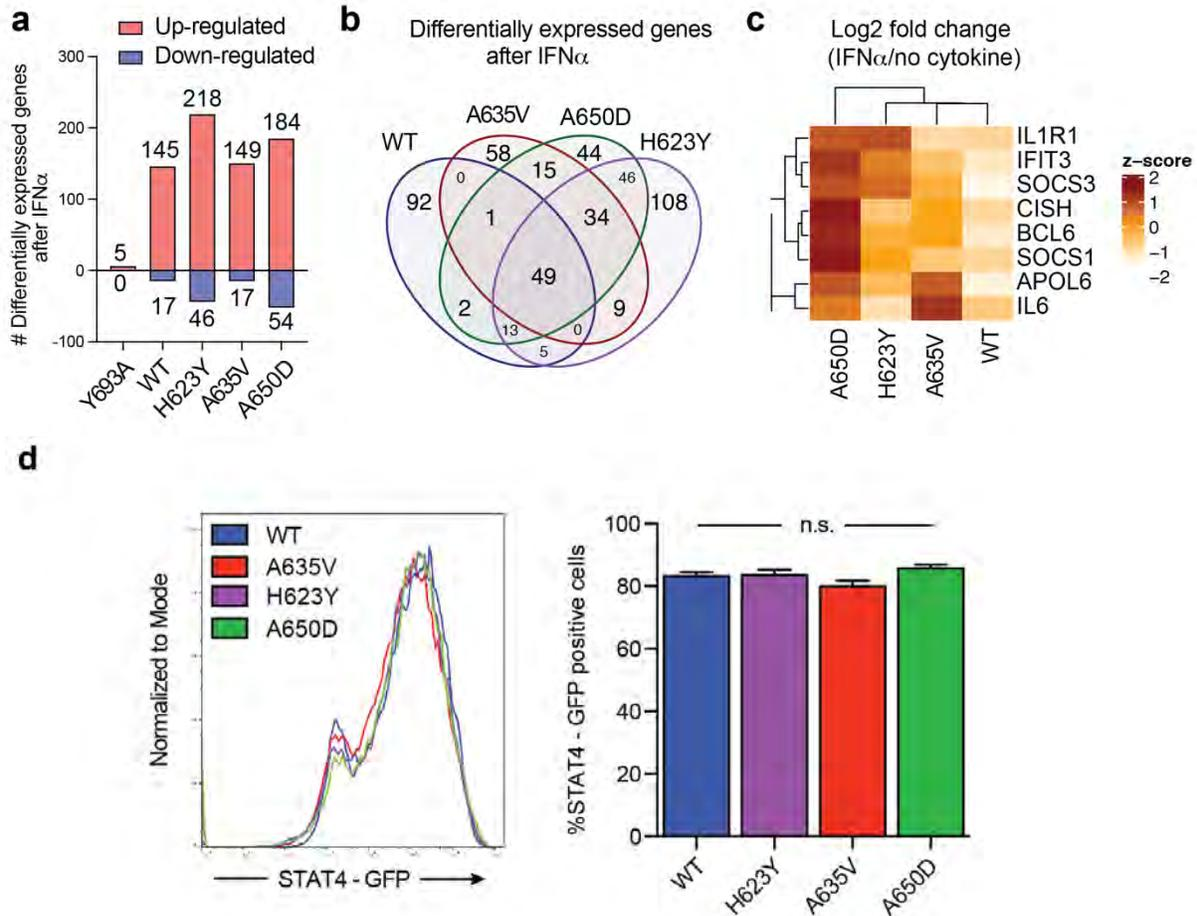 a
Up-regulated
Down-regulated
# Differentially expressed genes
after IFNα
300
200
100
0
-100
5
0
145
17
218
46
149
17
184
54
Y693A
WT
H623Y
A635V
A650D
b
Differentially expressed genes
after IFNα
WT
A635V
A650D
H623Y
92
58
44
108
0
15
46
1
34
49
2
9
13
0
5
c
Log2 fold change
(IFNα/no cytokine)
IL1R1
IFIT3
SOCS3
CISH
BCL6
SOCS1
APOL6
IL6
A650D
H623Y
A635V
WT
z-score
2
1
0
−1
−2
d
WT
A635V
H623Y
A650D
Normalized to Mode
STAT4 - GFP
%STAT4 - GFP positive cells
100
80
60
40
20
0
n.s.
WT
H623Y
A635V
A650D